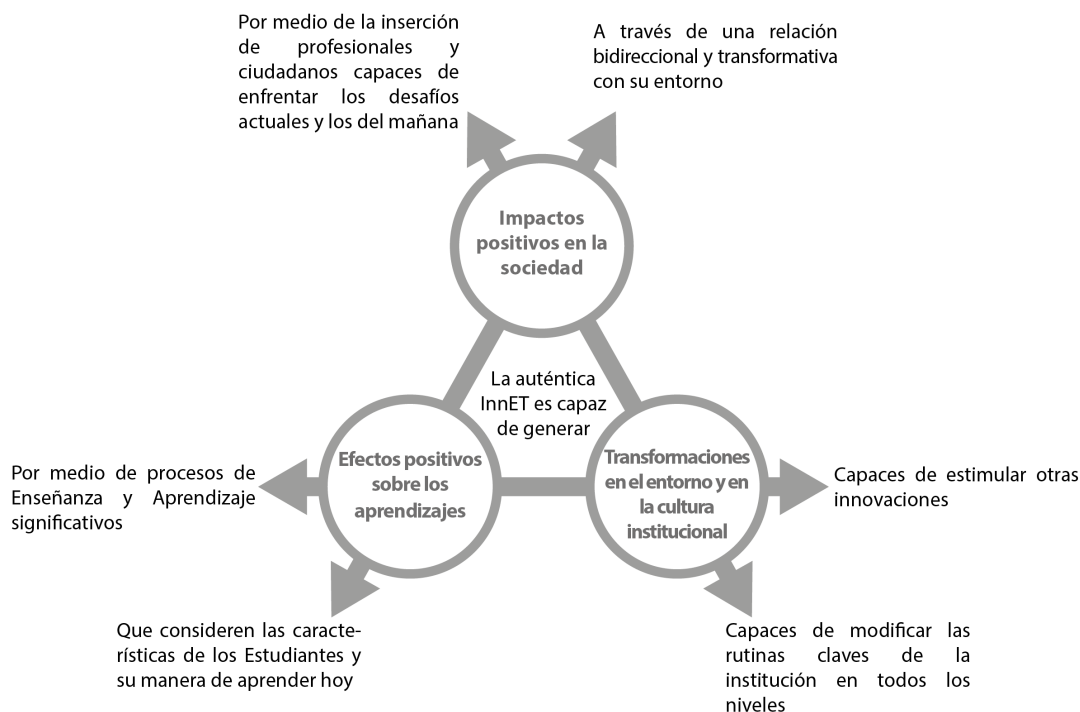 Por medio de la inserción
de profesionales y
ciudadanos capaces de
enfrentar los desafíos
actuales y los del mañana
A través de una relación
bidireccional y transformativa
con su entorno
Impactos
positivos en la
sociedad
La auténtica
InnET es capaz
de generar
Efectos positivos
sobre los
aprendizajes
Transformaciones
en el entorno y en
la cultura
institucional
Por medio de procesos de
Enseñanza y Aprendizaje
significativos
Capaces de estimular otras
innovaciones
Que consideren las caracte-
rísticas de los Estudiantes y
su manera de aprender hoy
Capaces de modificar las
rutinas claves de la
institución en todos los
niveles